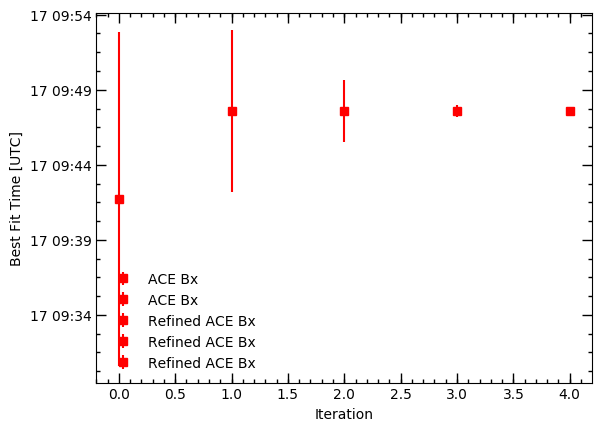 17 09:54
17 09:49
17 09:44
17 09:39
17 09:34
Best Fit Time [UTC]
ACE Bx
ACE Bx
Refined ACE Bx
Refined ACE Bx
Refined ACE Bx
0.0 0.5 1.0 1.5 2.0 2.5 3.0 3.5 4.0
Iteration